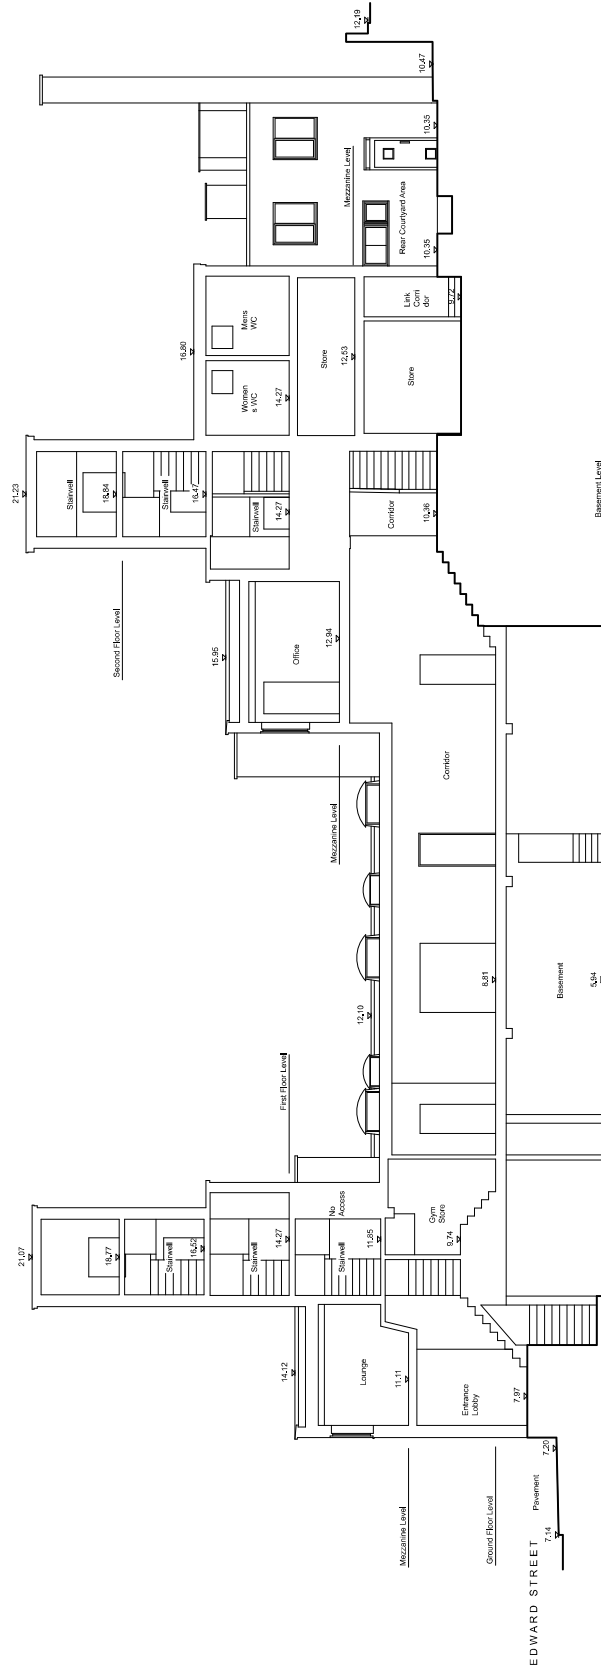 12.19
10.47
10.35
Mezzanine Level
Rear Courtyard Area
10.35
9.72
Link
Corri
dor
Mens
WC
16.80
Store
12.53
Store
Women
s WC
14.27
21.23
Stairwell
18.84
Stairwell
16.47
Stairwell
14.27
Corridor
10.36
Basement Level
Second Floor Level
15.95
Office
12.94
Mezzanine Level
Corridor
12.10
8.81
Basement
5.94
First Floor Level
No
Access
Gym
Store
9.74
21.07
18.77
Stairwell
16.52
Stairwell
14.27
Stairwell
11.85
14.12
Lounge
11.11
Entrance
Lobby
7.97
7.20
Mezzanine Level
Ground Floor Level
Pavement
7.14
EDWARD STREET